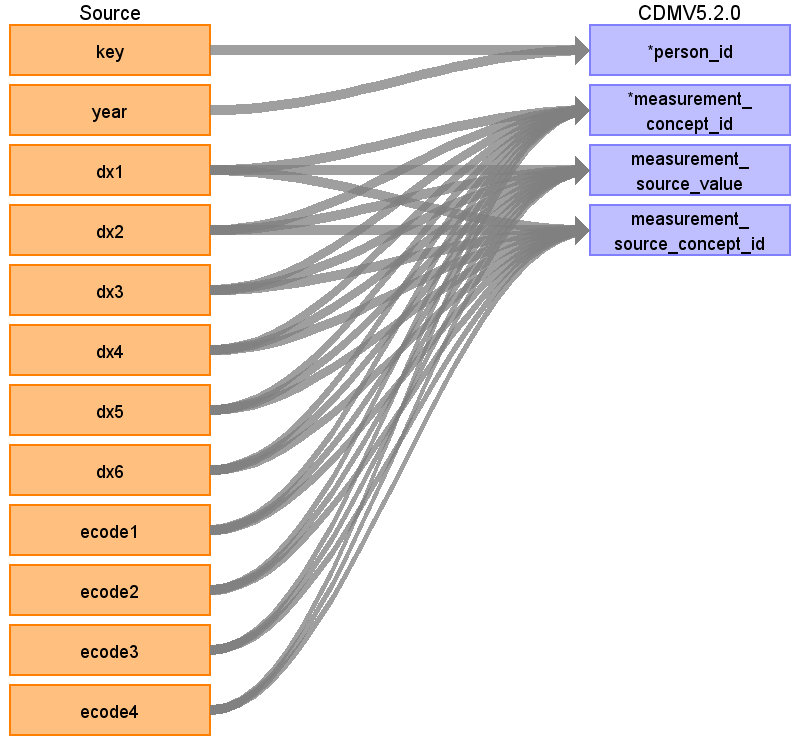 Source
CDMV5.2.0
key
*person_id
year
*measurement_
concept_id
dx1
measurement_
source_value
dx2
measurement_
source_concept_id
dx3
dx4
dx5
dx6
ecode1
ecode2
ecode3
ecode4